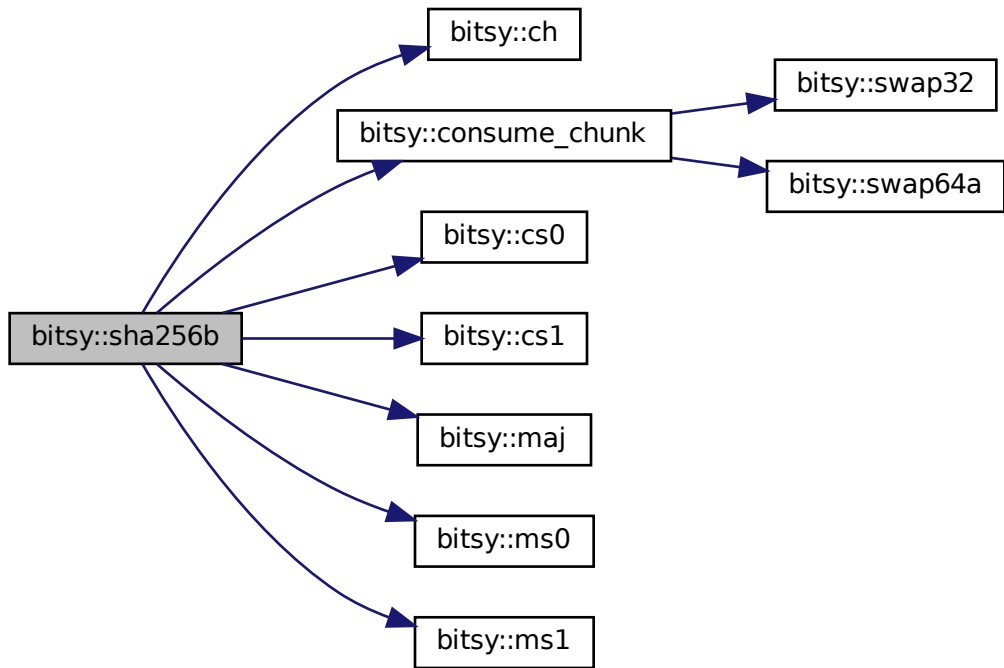 bitsy::ch
bitsy::swap32
bitsy::consume_chunk
bitsy::swap64a
bitsy::cs0
bitsy::sha256b
bitsy::cs1
bitsy::maj
bitsy::ms0
bitsy::ms1